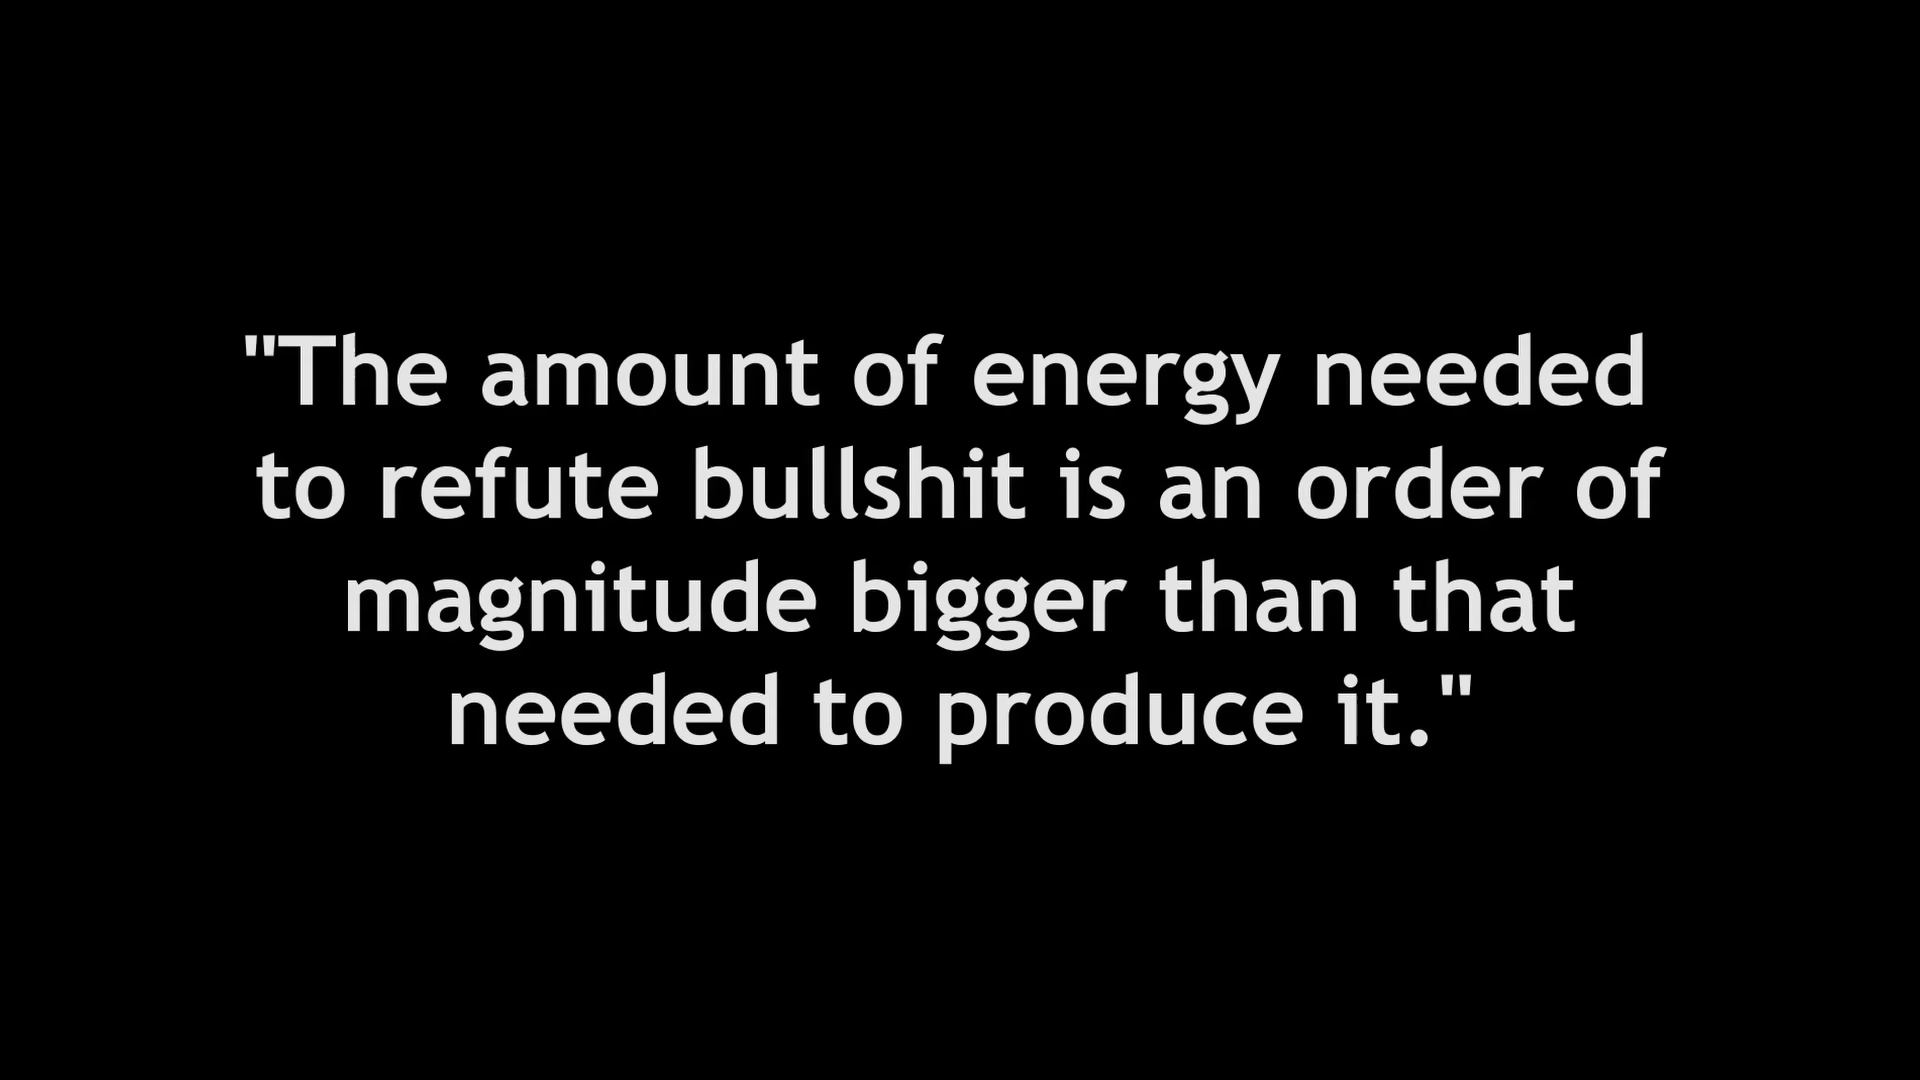 "The amount of energy needed
to refute bullshit is an order of
magnitude bigger than that
needed to produce it."